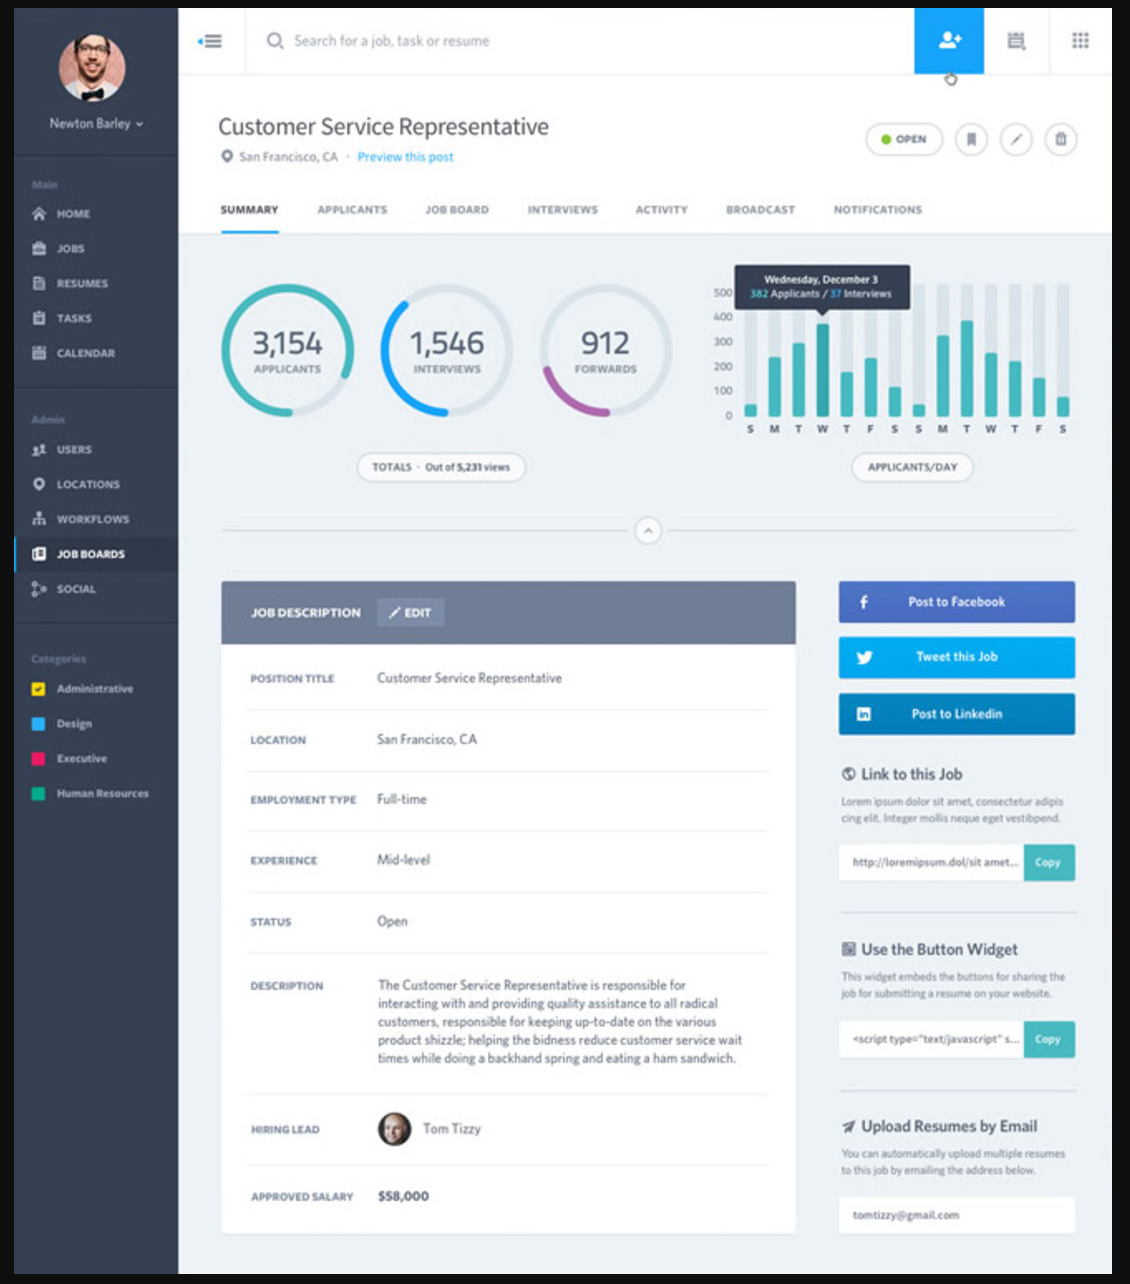 Newton Barley
Main
HOME
JOBS
RESUMES
TASKS
CALENDAR
Admin
USERS
LOCATIONS
WORKFLOWS
JOB BOARDS
SOCIAL
Categories
Administrative
Design
Executive
Human Resources
Search for a job, task or resume
Customer Service Representative
San Francisco, CA · Preview this post
OPEN
SUMMARY APPLICANTS JOB BOARD INTERVIEWS ACTIVITY BROADCAST NOTIFICATIONS
3,154
APPLICANTS
1,546
INTERVIEWS
912
FORWARDS
TOTALS · Out of 5,231 views
Wednesday, December 3
382 Applicants / 37 Interviews
500
400
300
200
100
0
S M T W T F S S M T W T F S
APPLICANTS/DAY
JOB DESCRIPTION EDIT
POSITION TITLE Customer Service Representative
LOCATION San Francisco, CA
EMPLOYMENT TYPE Full-time
EXPERIENCE Mid-level
STATUS Open
DESCRIPTION The Customer Service Representative is responsible for
interacting with and providing quality assistance to all radical
customers, responsible for keeping up-to-date on the various
product shizzle; helping the bidness reduce customer service wait
times while doing a backhand spring and eating a ham sandwich.
HIRING LEAD Tom Tizzy
APPROVED SALARY $58,000
Post to Facebook
Tweet this Job
in Post to Linkedin
Link to this Job
Lorem ipsum dolor sit amet, consectetur adipis
cing elit. Integer mollis neque eget vestibpend.
http://loremipsum.dol/sit amet... Copy
Use the Button Widget
This widget embeds the buttons for sharing the
job for submitting a resume on your website.
<script type="text/javascript" s... Copy
Upload Resumes by Email
You can automatically upload multiple resumes
to this job by emailing the address below.
tomtizzy@gmail.com